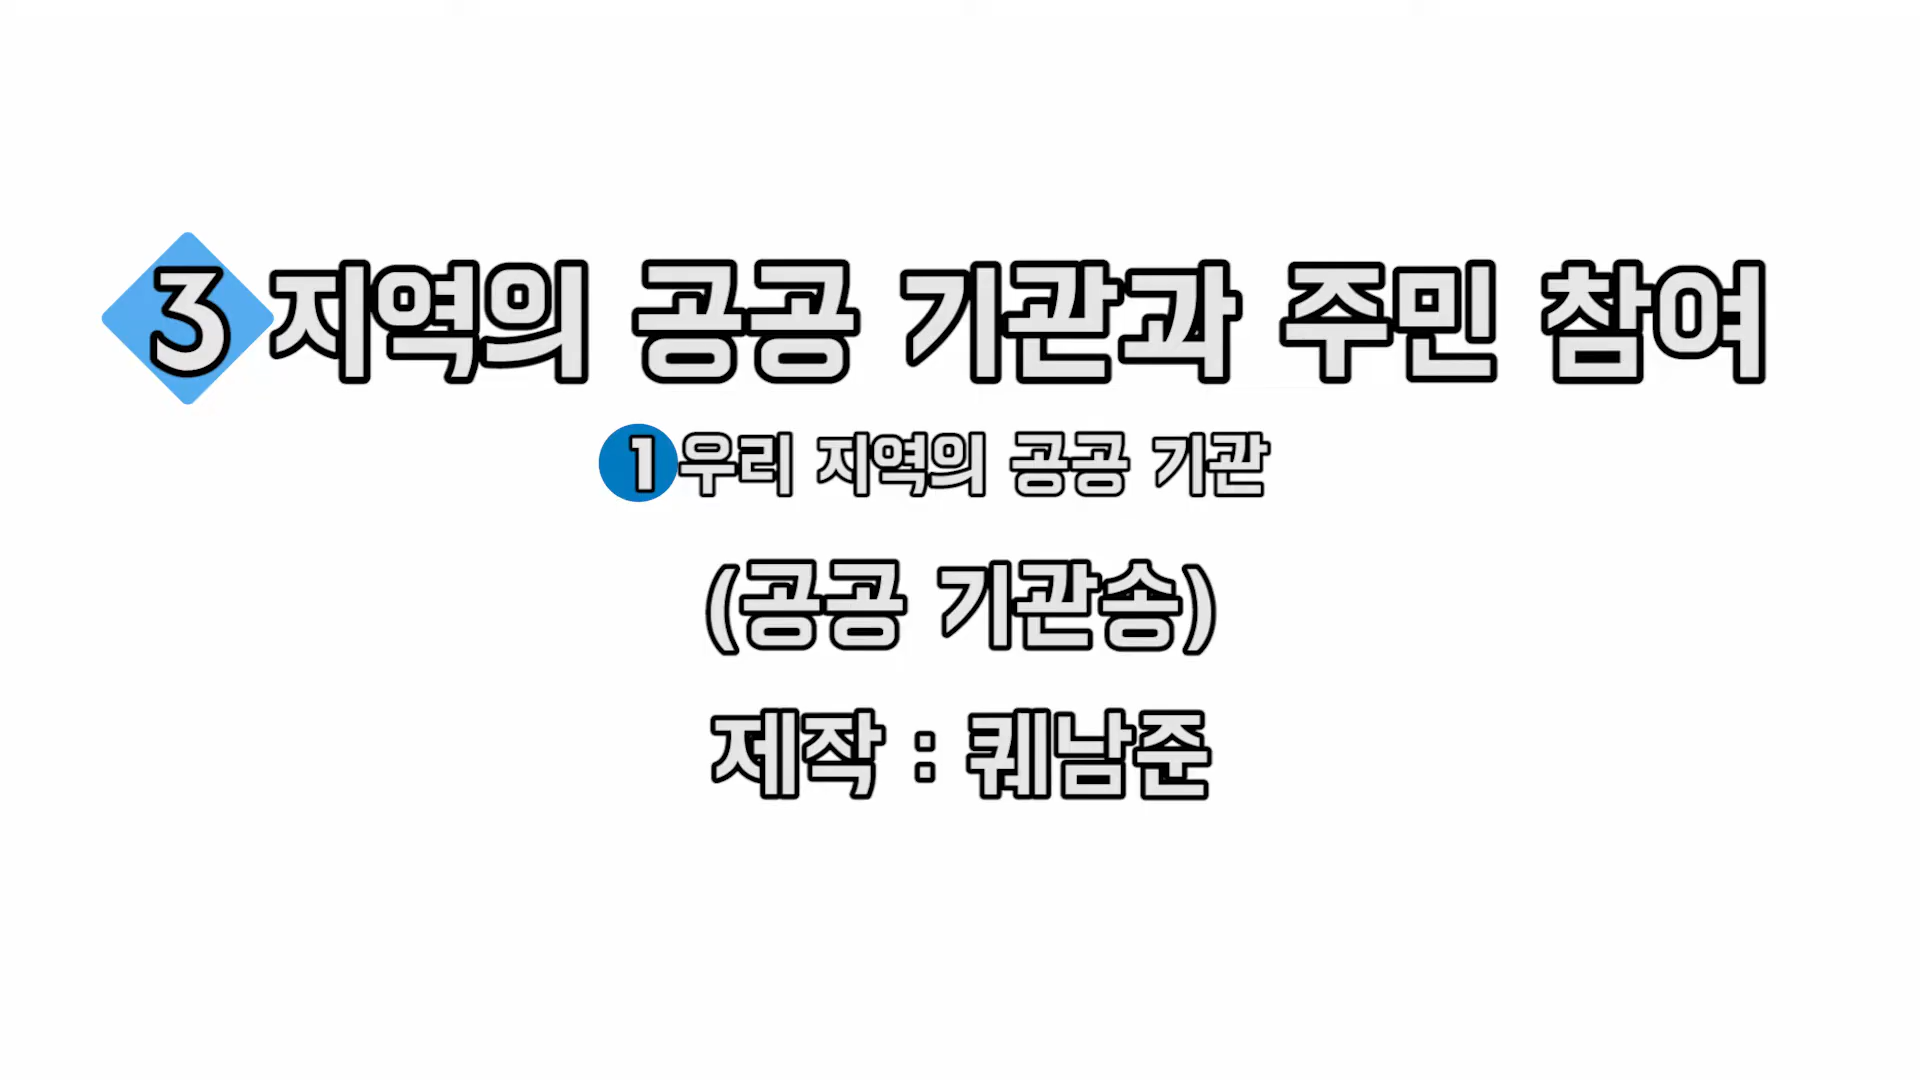 3 지역의 공공 기관과 주민 참여
1 우리 지역의 공공 기관
(공공 기관송)
제작 : 퀘남준